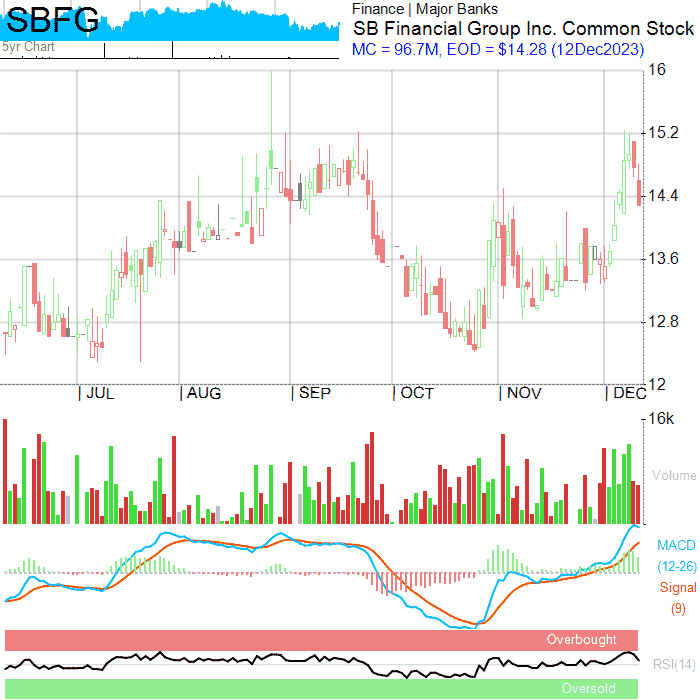 SBFG
5yr Chart
Finance | Major Banks
SB Financial Group Inc. Common Stock
MC = 96.7M, EOD = $14.28 (12Dec2023)
16
15.2
14.4
13.6
12.8
12
| JUL | AUG | SEP | OCT | NOV | DEC
16k
Volume
MACD
(12-26)
Signal
(9)
Overbought
RSI(14)
Oversold